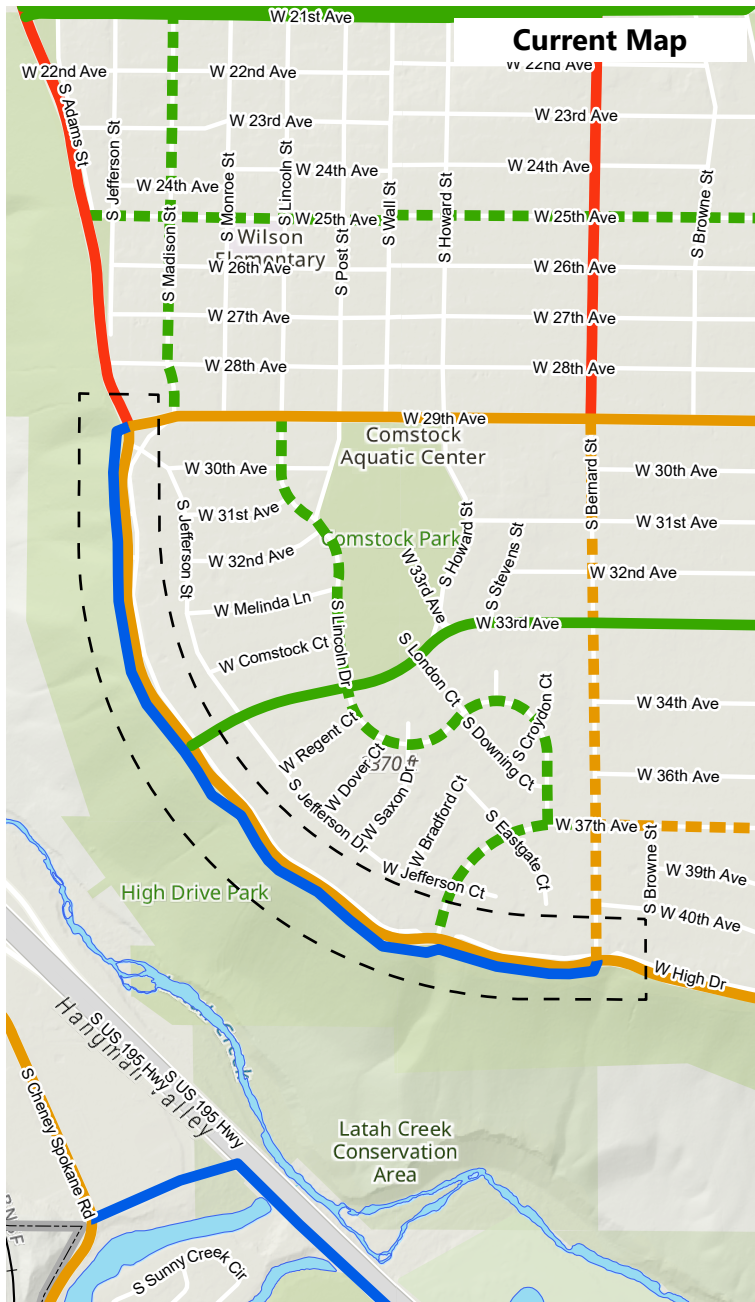 W 21st Ave
Current Map
W 22nd Ave
W 22nd Ave
W 22nd Ave
S Adams St
W 23rd Ave
W 23rd Ave
S Jefferson St
S Madison St
S Monroe St
S Lincoln St
S Post St
S Wall St
S Howard St
S Browne St
W 24th Ave
W 24th Ave
W 24th Ave
W 25th Ave
W 25th Ave
Wilson
Elementary
W 26th Ave
W 26th Ave
W 27th Ave
W 27th Ave
W 28th Ave
W 28th Ave
W 29th Ave
Comstock
Aquatic Center
S Bernard St
W 30th Ave
W 30th Ave
W 31st Ave
W 31st Ave
S Jefferson St
Comstock Park
S Howard St
S Stevens St
W 32nd Ave
W 32nd Ave
W 33rd Ave
W Melinda Ln
S Lincoln Dr
W 33rd Ave
W Comstock Ct
S London Ct
W 34th Ave
S Croydon Ct
W Regent Ct
S Downing Ct
W Dover Ct
370 ft
W Saxon Dr
W 36th Ave
S Jefferson Dr
W Bradford Ct
S Eastgate Ct
W 37th Ave
S Browne St
W Jefferson Ct
W 39th Ave
High Drive Park
W 40th Ave
W High Dr
Hangman Valley
S US 195 Hwy
S US 195 Hwy
S Cheney Spokane Rd
Latah Creek
Conservation
Area
S Sunny Creek Cir